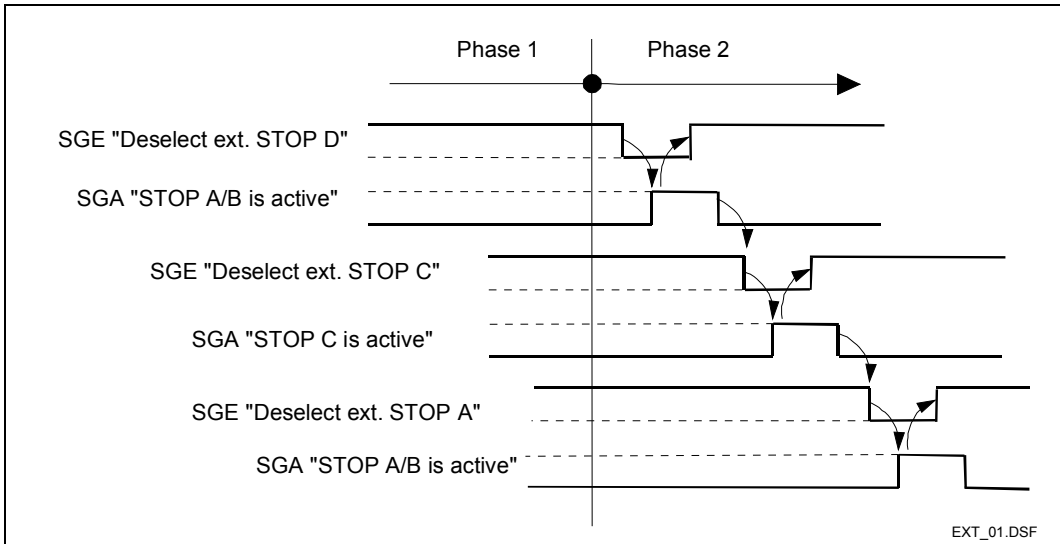 Phase 1
Phase 2
SGE "Deselect ext. STOP D"
SGA "STOP A/B is active"
SGE "Deselect ext. STOP C"
SGA "STOP C is active"
SGE "Deselect ext. STOP A"
SGA "STOP A/B is active"
EXT_01.DSF